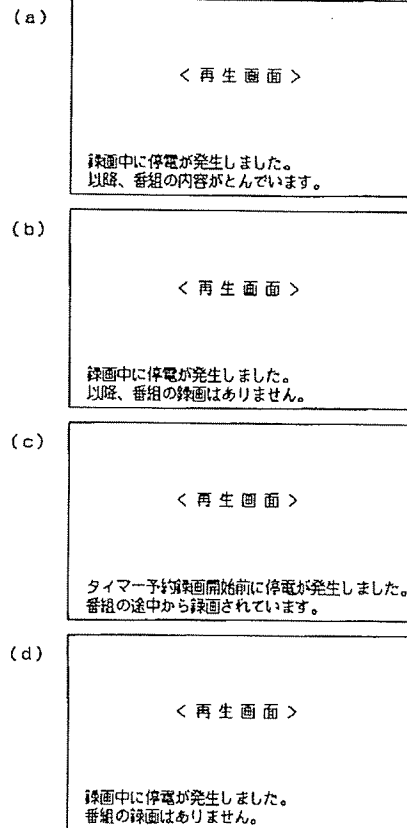 (a)
<再生画面>
録画中に停電が発生しました。
以降、番組の内容がとんでいます。
(b)
<再生画面>
録画中に停電が発生しました。
以降、番組の録画はありません。
(c)
<再生画面>
タイマー予約録画開始前に停電が発生しました。
番組の途中から録画されています。
(d)
<再生画面>
録画中に停電が発生しました。
番組の録画はありません。